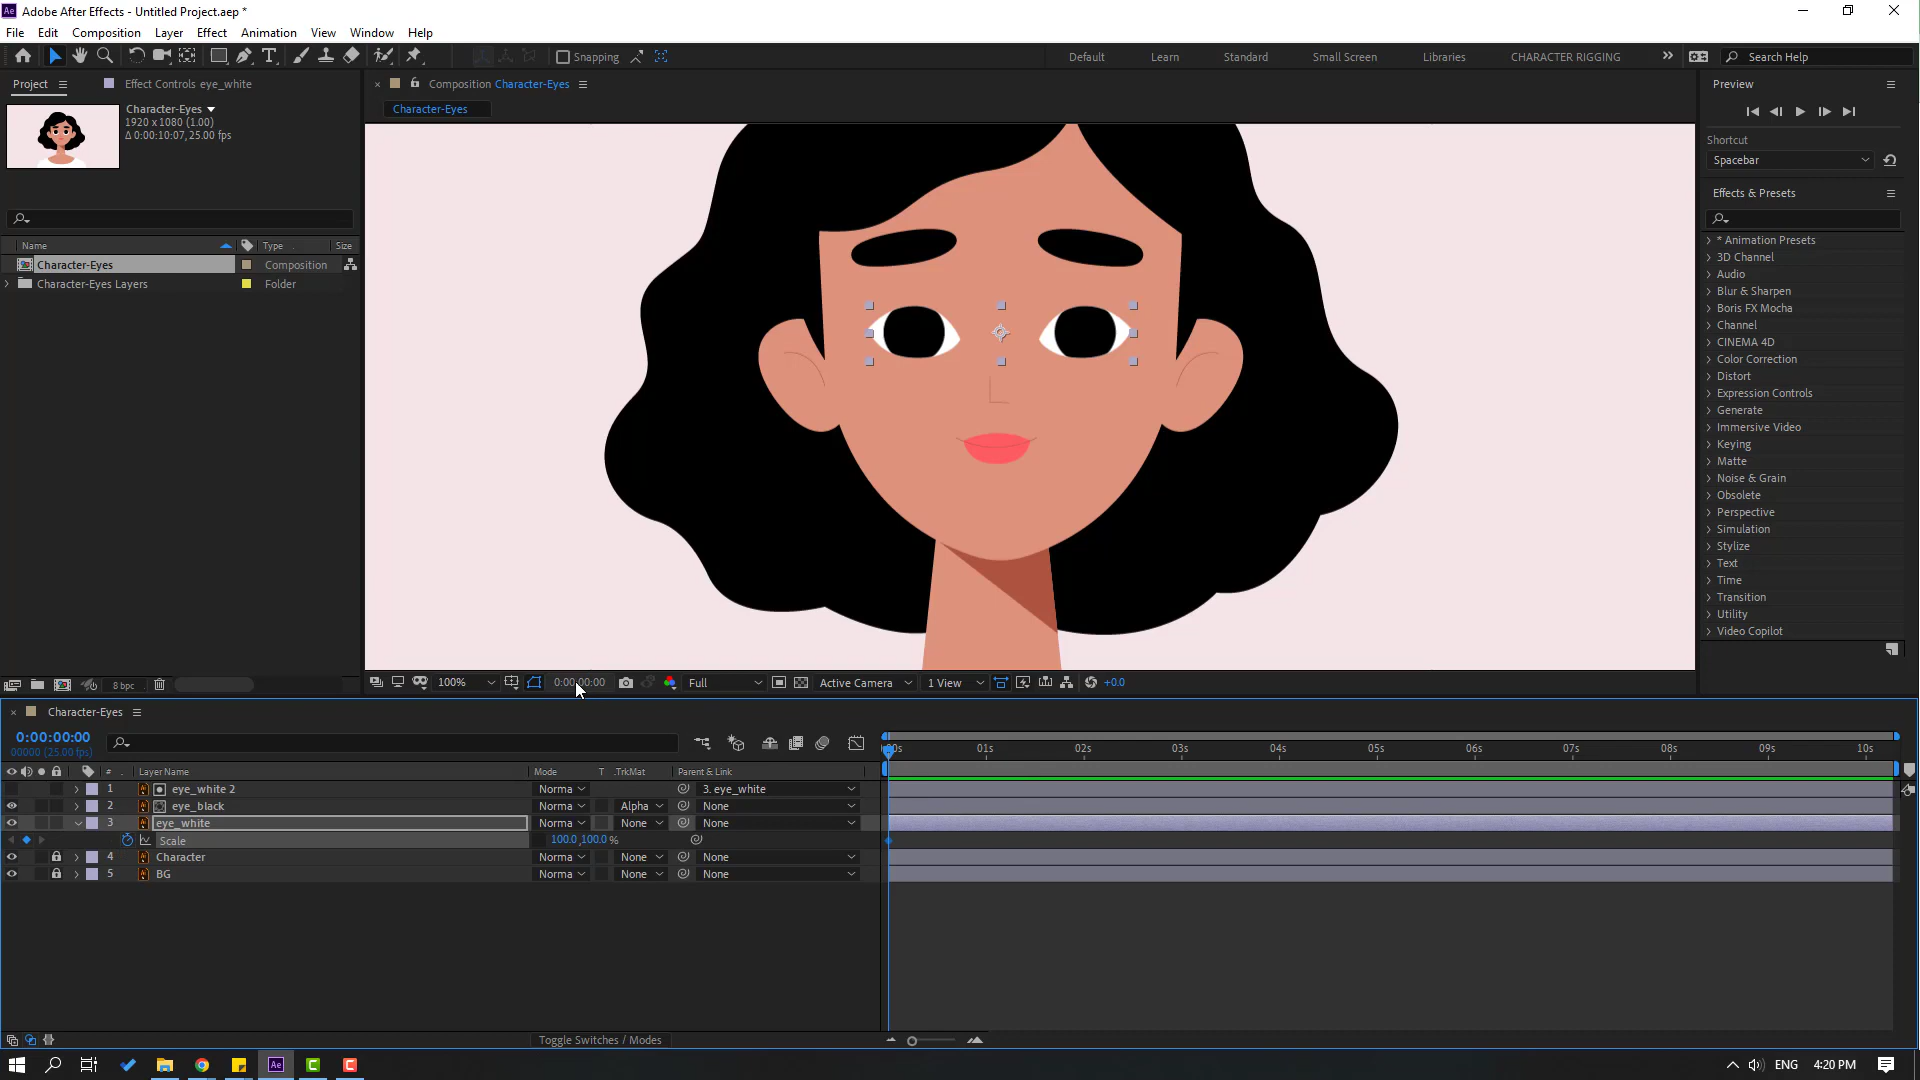 Ae Adobe After Effects - Untitled Project.aep *
File Edit Composition Layer Effect Animation View Window Help
Snapping
Default Learn Standard Small Screen Libraries CHARACTER RIGGING
Search Help
Project
Effect Controls eye_white
Character-Eyes
1920 x 1080 (1.00)
Δ 0:00:10:07, 25.00 fps
Name Type Size
Character-Eyes Composition
Character-Eyes Layers Folder
8 bpc
Composition Character-Eyes
Character-Eyes
100% 0:00:00:00 Full Active Camera 1 View +0.0
Preview
Shortcut
Spacebar
Effects & Presets
* Animation Presets
3D Channel
Audio
Blur & Sharpen
Boris FX Mocha
Channel
CINEMA 4D
Color Correction
Distort
Expression Controls
Generate
Immersive Video
Keying
Matte
Noise & Grain
Obsolete
Perspective
Simulation
Stylize
Text
Time
Transition
Utility
Video Copilot
Character-Eyes
0:00:00:00
00000 (25.00 fps)
:00s 01s 02s 03s 04s 05s 06s 07s 08s 09s 10s
# Layer Name Mode T .TrkMat Parent & Link
1 eye_white 2 Norma 3. eye_white
2 eye_black Norma Alpha None
3 eye_white Norma None None
Scale 100.0,100.0 %
4 Character Norma None None
5 BG Norma None None
Toggle Switches / Modes
Ae
ENG 4:20 PM